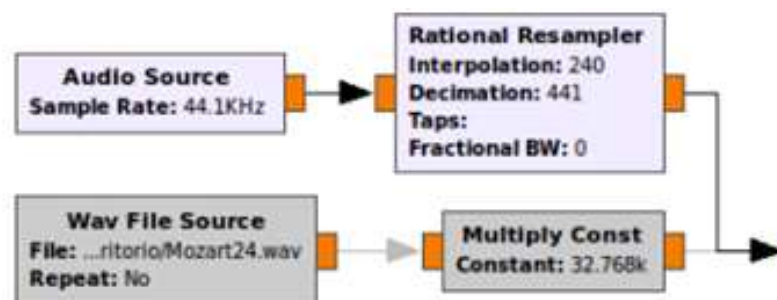 Audio Source
Sample Rate: 44.1KHz
Rational Resampler
Interpolation: 240
Decimation: 441
Taps:
Fractional BW: 0
Wav File Source
File: ...ritorio/Mozart24.wav
Repeat: No
Multiply Const
Constant: 32.768k